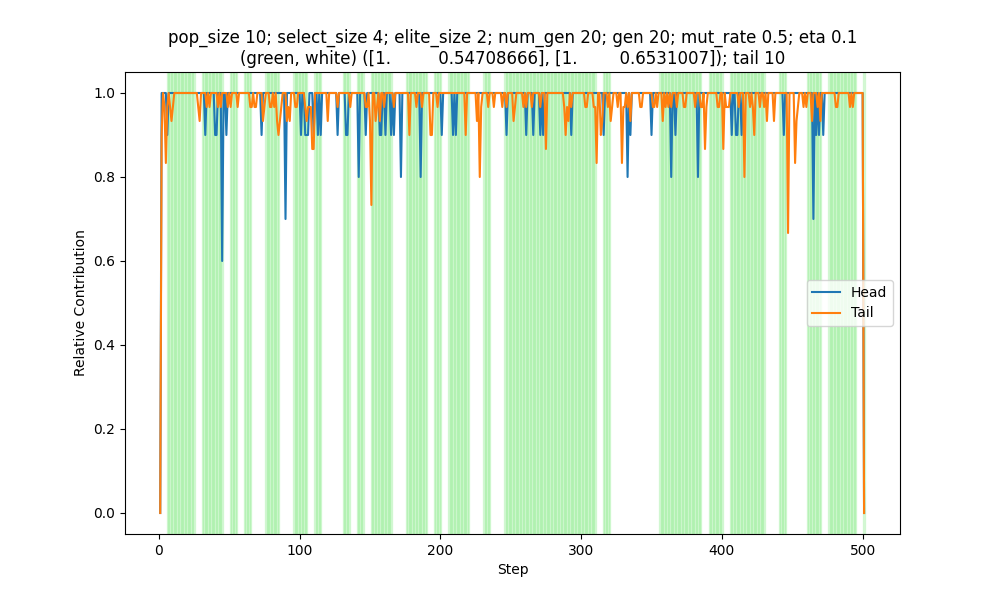 pop_size 10; select_size 4; elite_size 2; num_gen 20; gen 20; mut_rate 0.5; eta 0.1
(green, white) ([1. 0.54708666], [1. 0.6531007]); tail 10
1.0
0.8
0.6
0.4
0.2
0.0
Relative Contribution
Head
Tail
0
100
200
300
400
500
Step